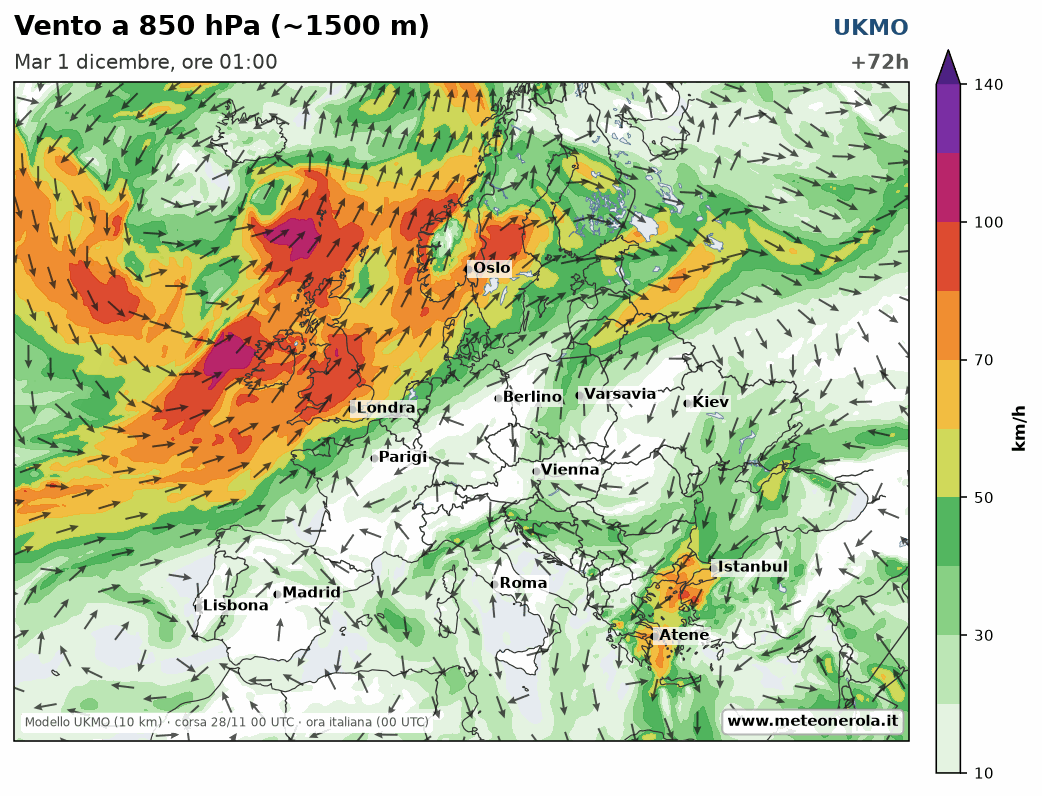 Vento a 850 hPa (~1500 m)
UKMO
Mar 1 dicembre, ore 01:00
+72h
140
100
70
50
30
10
km/h
Oslo
Londra
Berlino
Varsavia
Kiev
Parigi
Vienna
Istanbul
Roma
Madrid
Lisbona
Atene
Modello UKMO (10 km) · corsa 28/11 00 UTC · ora italiana (00 UTC)
www.meteonerola.it